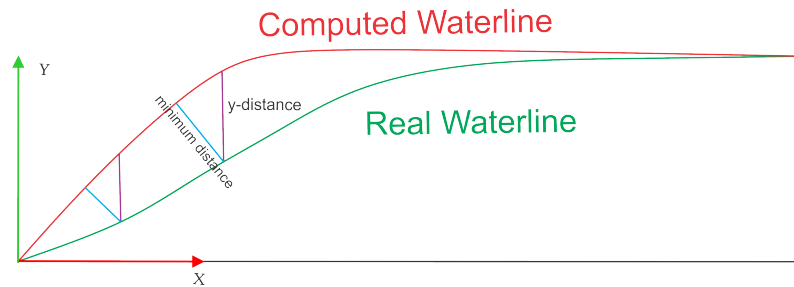 Computed Waterline
Y
y-distance
minimum distance
Real Waterline
X